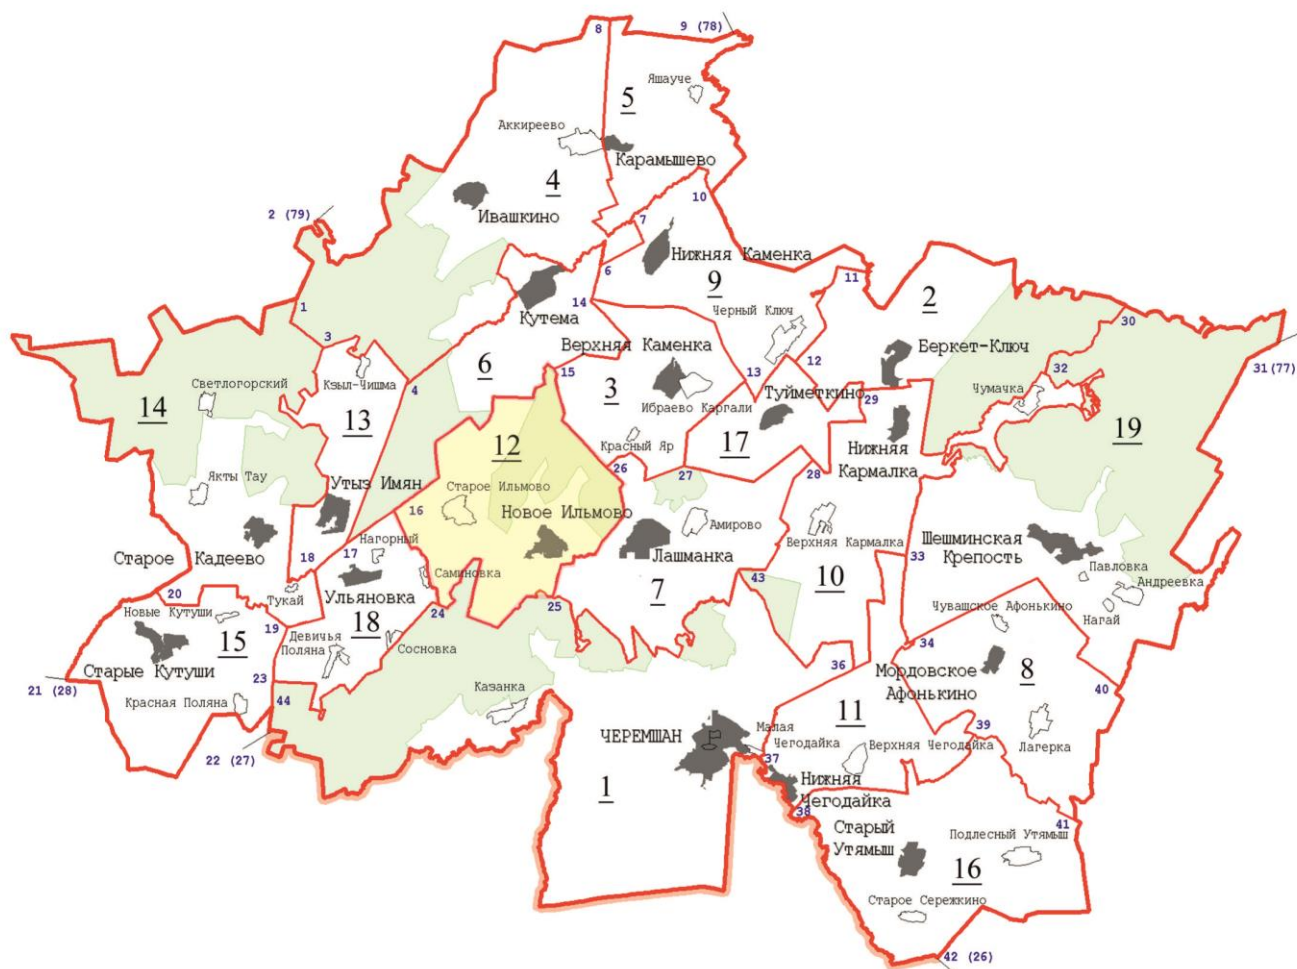 8
9 (78)
Яшауче
5
Аккиреево
Карамышево
4
10
Ивашкино
2 (79)
7
Нижняя Каменка
6
11
2
9
14
1
Кутема
Черный Ключ
30
3
Верхняя Каменка
Беркет-Ключ
31 (77)
Кзыл-Чишма
6
12
32
Светлогорский
4
15
3
13
Туйметкино
Чумачка
14
13
Ибраево Каргали
29
19
12
Красный Яр
17
Нижняя
Кармалка
26
27
28
Якты Тау
Утыз Имян
Старое Ильмово
16
Новое Ильмово
Амирово
Нагорный
Верхняя Кармалка
Шешминская
Крепость
Старое Кадеево
18
17
Лашманка
33
Павловка
Саминовка
43
10
Андреевка
20
Тукай
Ульяновка
7
Новые Кутуши
24
25
Чувашское Афонькино
Нагай
15
19
18
34
Девичья
Поляна
Сосновка
Старые Кутуши
36
Мордовское
Афонькино
8
21 (28)
23
40
Красная Поляна
44
Казанка
11
39
ЧЕРЕМШАН
Малая
Чегодайка
Верхняя Чегодайка
Лагерка
22 (27)
37
1
Нижняя
Чегодайка
38
Старый
Утямыш
41
Подлесный Утямыш
16
Старое Сережкино
42 (26)